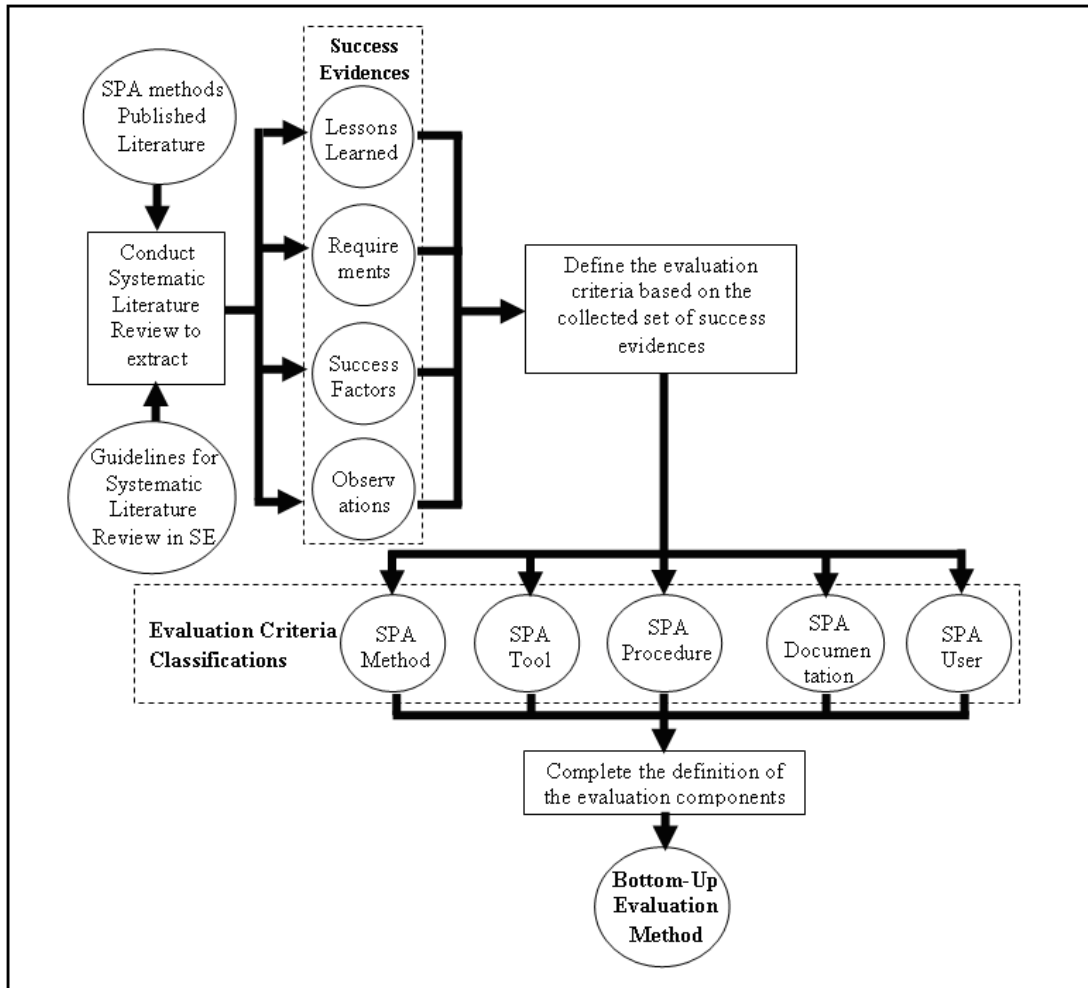 SPA methods
Published
Literature
Conduct
Systematic
Literature
Review to
extract
Guidelines for
Systematic
Literature
Review in SE
Success
Evidences
Lessons
Learned
Require
ments
Success
Factors
Observ
ations
Define the evaluation
criteria based on the
collected set of success
evidences
Evaluation Criteria
Classifications
SPA
Method
SPA
Tool
SPA
Procedure
SPA
Documen
tation
SPA
User
Complete the definition of
the evaluation components
Bottom-Up
Evaluation
Method